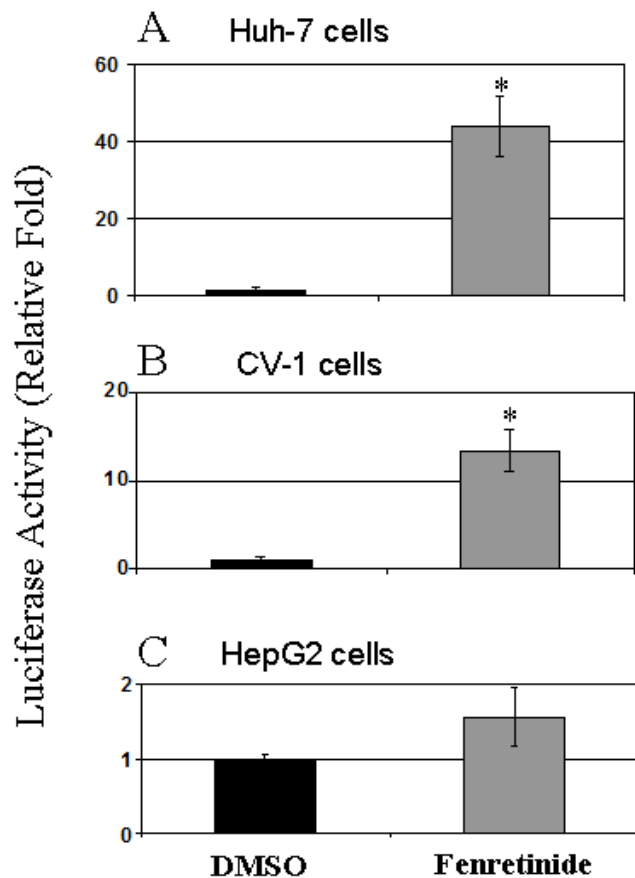 Luciferase Activity (Relative Fold)
A Huh-7 cells
60
40
20
0
*
B CV-1 cells
20
10
0
*
C HepG2 cells
2
1
0
DMSO Fenretinide